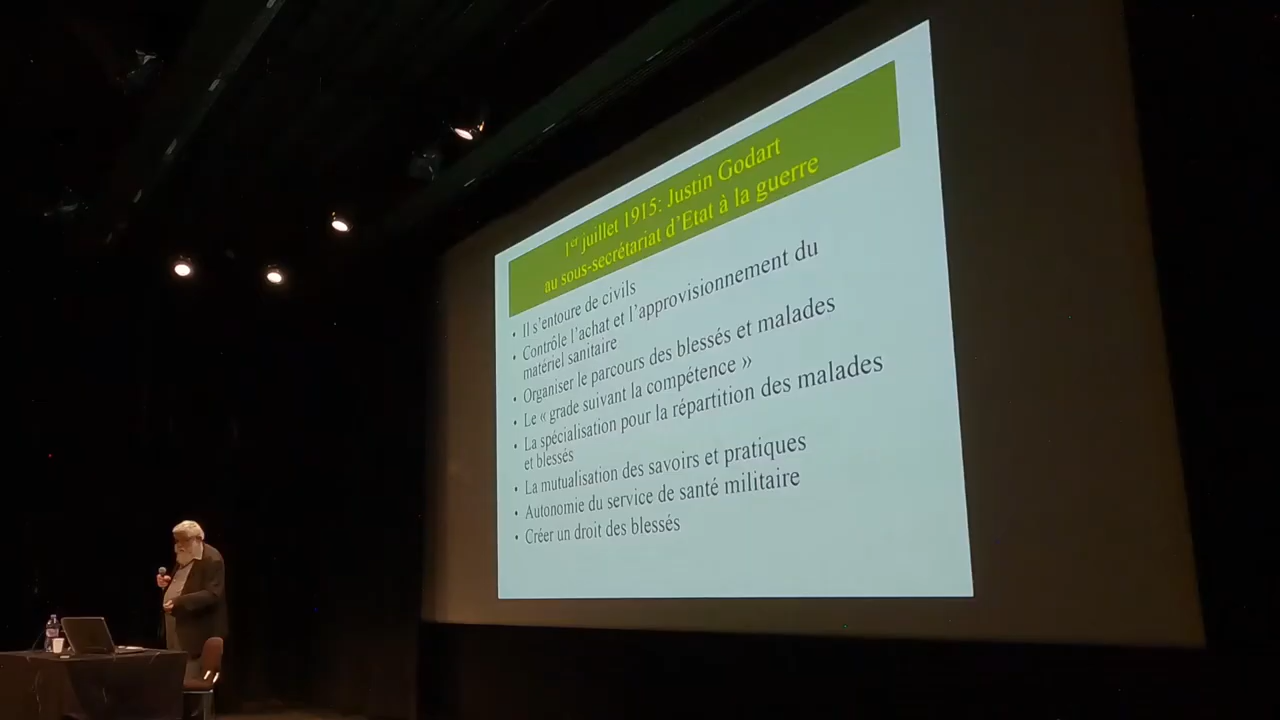 1er juillet 1915: Justin Godart
au sous-secrétariat d'Etat à la guerre
• Il s'entoure de civils
• Contrôle l'achat et l'approvisionnement du
matériel sanitaire
• Organiser le parcours des blessés et malades
• Le « grade suivant la compétence »
• La spécialisation pour la répartition des malades
et blessés
• La mutualisation des savoirs et pratiques
• Autonomie du service de santé militaire
• Créer un droit des blessés